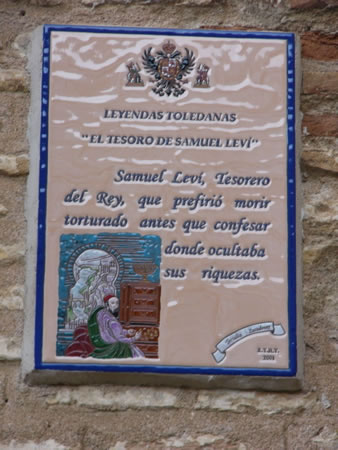 LEYENDAS TOLEDANAS
"EL TESORO DE SAMUEL LEVÍ"
Samuel Leví, Tesorero
del Rey, que prefirió morir
torturado antes que confesar
donde ocultaba
sus riquezas.